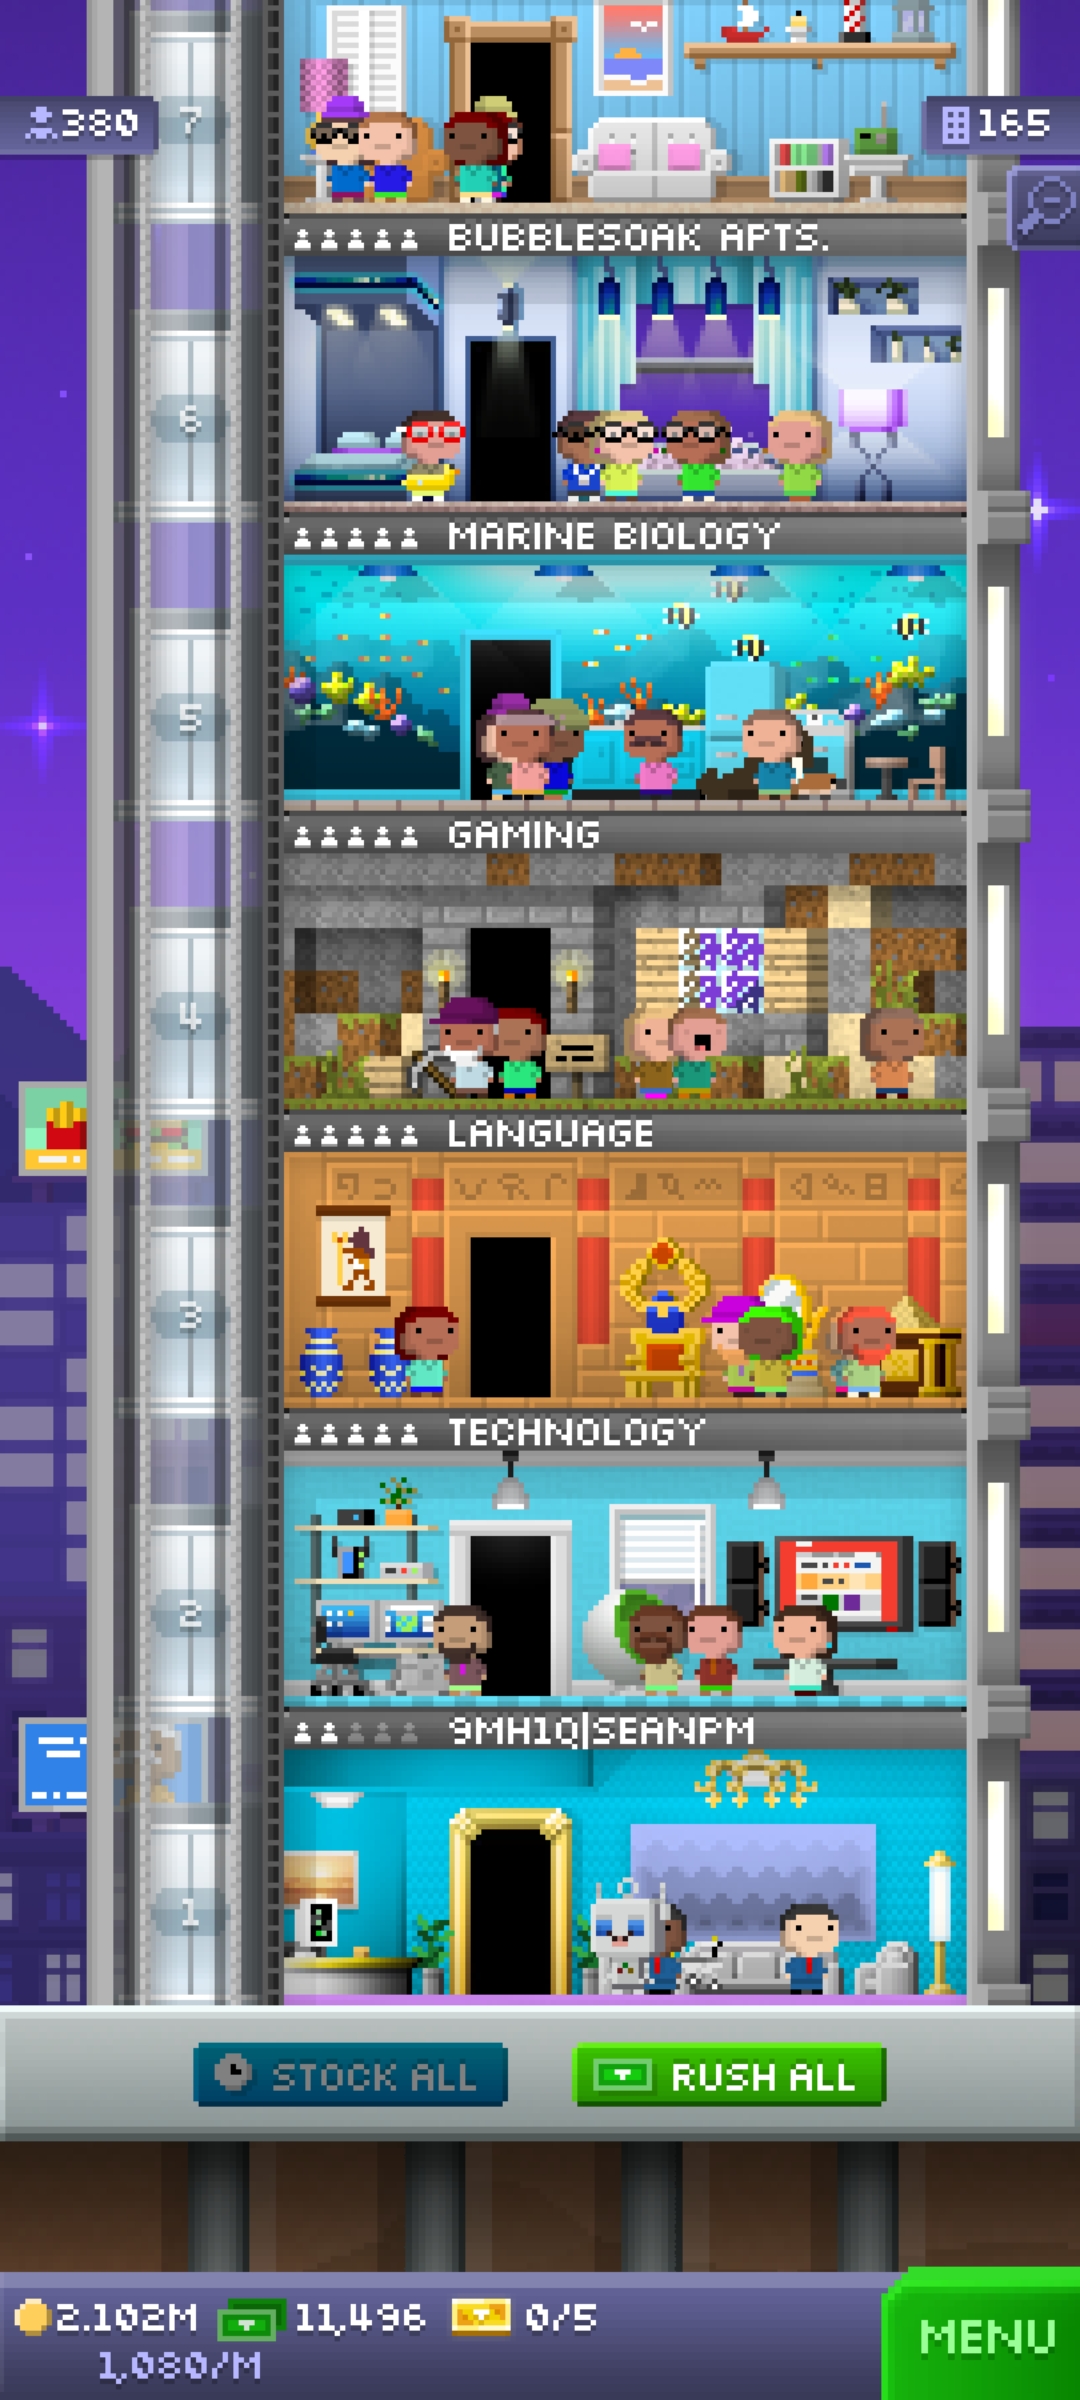 380
7
165
BUBBLESOAK APTS.
6
MARINE BIOLOGY
5
GAMING
4
LANGUAGE
3
TECHNOLOGY
2
9MH1Q|SEANPM
1
STOCK ALL
RUSH ALL
2.102M
11,496
0/5
MENU
1,080/M